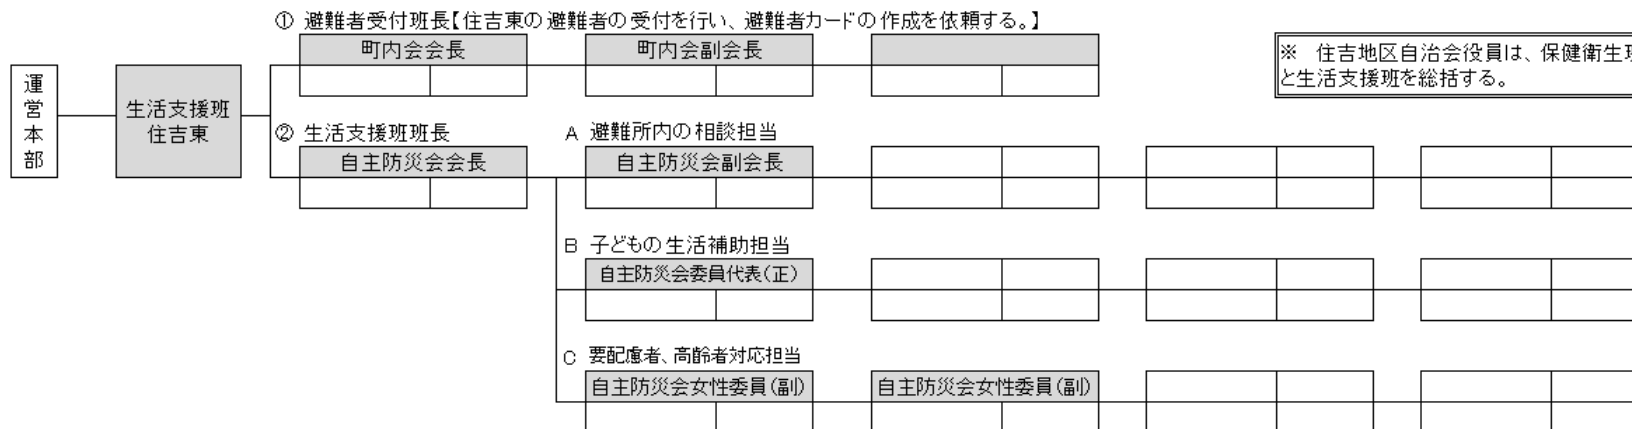 ① 避難者受付班長【住吉東の避難者の受付を行い、避難者カードの作成を依頼する。】
町内会会長
町内会副会長
※ 住吉地区自治会役員は、保健衛生
と生活支援班を総括する。
運営本部
生活支援班
住吉東
② 生活支援班班長
A 避難所内の相談担当
自主防災会会長
自主防災会副会長
B 子どもの生活補助担当
自主防災会委員代表(正)
C 要配慮者、高齢者対応担当
自主防災会女性委員(副)
自主防災会女性委員(副)